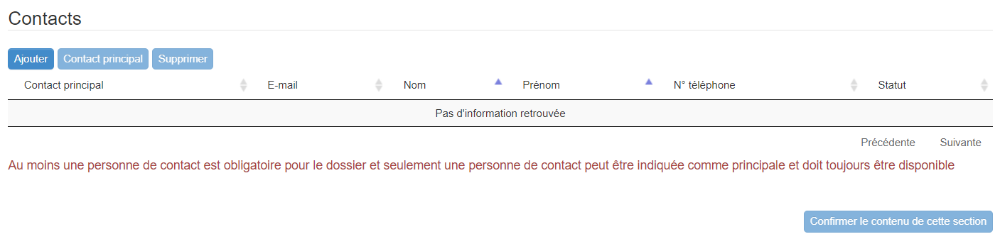 Contacts
Ajouter Contact principal Supprimer
Contact principal E-mail Nom Prénom N° téléphone Statut
Pas d'information retrouvée
Précédente Suivante
Au moins une personne de contact est obligatoire pour le dossier et seulement une personne de contact peut être indiquée comme principale et doit toujours être disponible
Confirmer le contenu de cette section